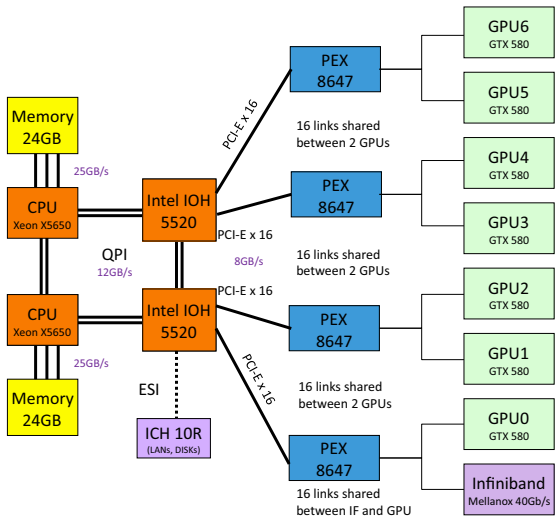 GPU6
GTX 580
PEX
8647
GPU5
GTX 580
Memory
24GB
PCI-E x 16
16 links shared
between 2 GPUs
25GB/s
GPU4
GTX 580
CPU
Xeon X5650
Intel IOH
5520
PEX
8647
GPU3
GTX 580
PCI-E x 16
QPI
12GB/s
8GB/s
16 links shared
between 2 GPUs
GPU2
GTX 580
PCI-E x 16
CPU
Xeon X5650
Intel IOH
5520
PEX
8647
GPU1
GTX 580
25GB/s
PCI-E x 16
Memory
24GB
ESI
16 links shared
between 2 GPUs
GPU0
GTX 580
ICH 10R
(LANs, DISKs)
PEX
8647
Infiniband
Mellanox 40Gb/s
16 links shared
between IF and GPU